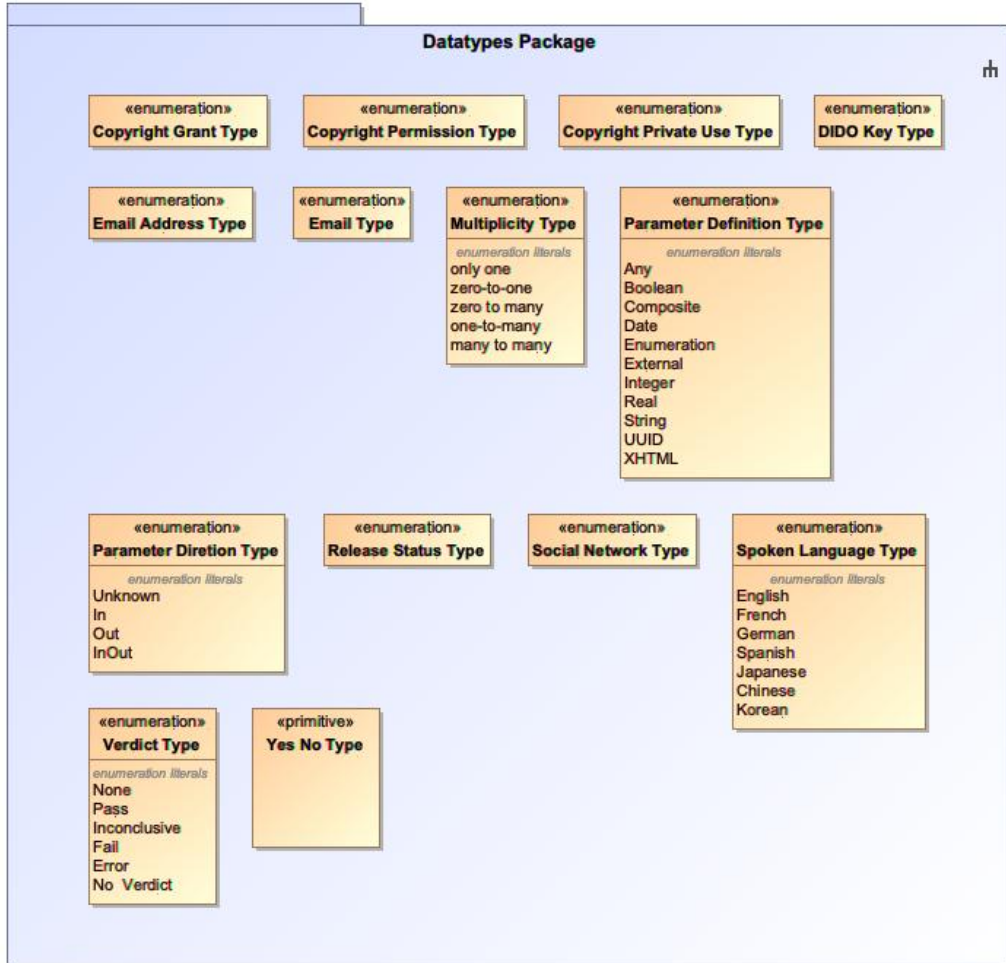 Datatypes Package
«enumeration»
Copyright Grant Type
«enumeration»
Copyright Permission Type
«enumeration»
Copyright Private Use Type
«enumeration»
DIDO Key Type
«enumeration»
Email Address Type
«enumeration»
Email Type
«enumeration»
Multiplicity Type
enumeration literals
only one
zero-to-one
zero to many
one-to-many
many to many
«enumeration»
Parameter Definition Type
enumeration literals
Any
Boolean
Composite
Date
Enumeration
External
Integer
Real
String
UUID
XHTML
«enumeration»
Parameter Diretion Type
enumeration literals
Unknown
In
Out
InOut
«enumeration»
Release Status Type
«enumeration»
Social Network Type
«enumeration»
Spoken Language Type
enumeration literals
English
French
German
Spanish
Japanese
Chinese
Korean
«enumeration»
Verdict Type
enumeration literals
None
Pass
Inconclusive
Fail
Error
No Verdict
«primitive»
Yes No Type